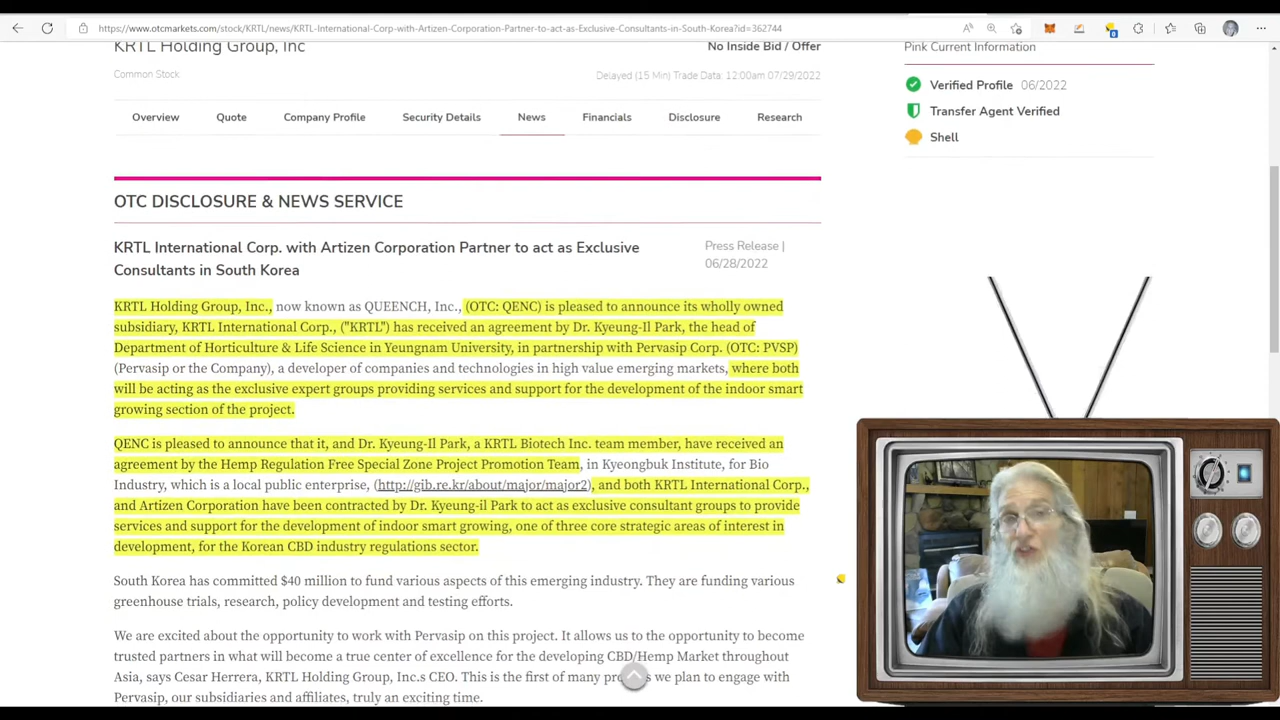 https://www.otcmarkets.com/stock/KRTL/news/KRTL-International-Corp-with-Artizen-Corporation-Partner-to-act-as-Exclusive-Consultants-in-South-Korea?id=362744
KRTL Holding Group, Inc
No Inside Bid / Offer
Common Stock
Delayed (15 Min) Trade Data: 12:00am 07/29/2022
Pink Current Information
Verified Profile 06/2022
Transfer Agent Verified
Shell
Overview Quote Company Profile Security Details News Financials Disclosure Research
OTC DISCLOSURE & NEWS SERVICE
KRTL International Corp. with Artizen Corporation Partner to act as Exclusive
Consultants in South Korea
Press Release |
06/28/2022
KRTL Holding Group, Inc., now known as QUEENCH, Inc., (OTC: QENC) is pleased to announce its wholly owned
subsidiary, KRTL International Corp., ("KRTL") has received an agreement by Dr. Kyeung-Il Park, the head of
Department of Horticulture & Life Science in Yeungnam University, in partnership with Pervasip Corp. (OTC: PVSP)
(Pervasip or the Company), a developer of companies and technologies in high value emerging markets, where both
will be acting as the exclusive expert groups providing services and support for the development of the indoor smart
growing section of the project.
QENC is pleased to announce that it, and Dr. Kyeung-Il Park, a KRTL Biotech Inc. team member, have received an
agreement by the Hemp Regulation Free Special Zone Project Promotion Team, in Kyeongbuk Institute, for Bio
Industry, which is a local public enterprise, (http://gib.re.kr/about/major/major2), and both KRTL International Corp.,
and Artizen Corporation have been contracted by Dr. Kyeung-il Park to act as exclusive consultant groups to provide
services and support for the development of indoor smart growing, one of three core strategic areas of interest in
development, for the Korean CBD industry regulations sector.
South Korea has committed $40 million to fund various aspects of this emerging industry. They are funding various
greenhouse trials, research, policy development and testing efforts.
We are excited about the opportunity to work with Pervasip on this project. It allows us to the opportunity to become
trusted partners in what will become a true center of excellence for the developing CBD/Hemp Market throughout
Asia, says Cesar Herrera, KRTL Holding Group, Inc.s CEO. This is the first of many we plan to engage with
Pervasip, our subsidiaries and affiliates, truly an exciting time.